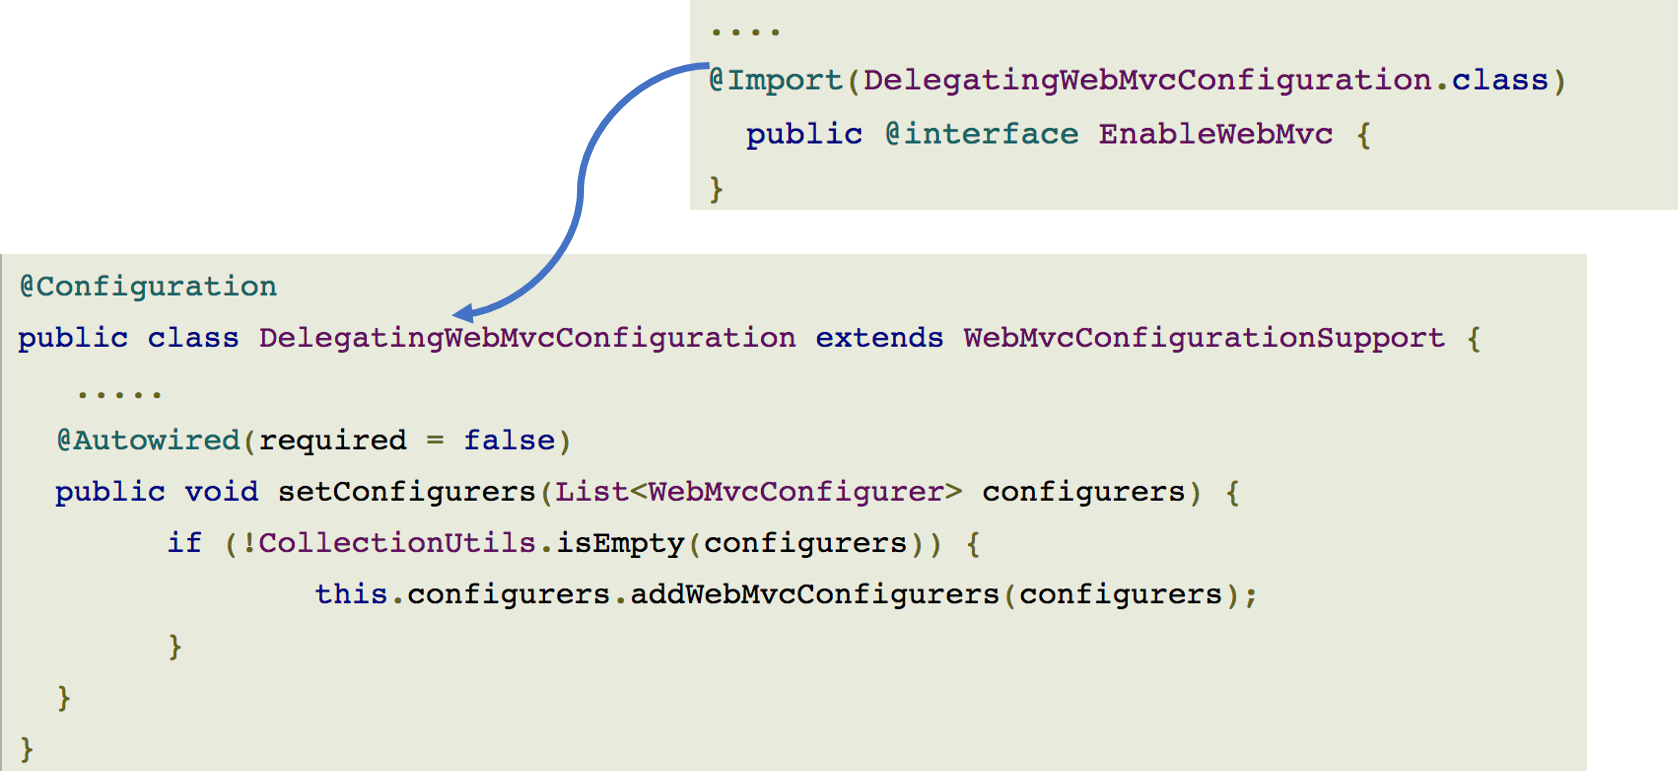 ....
@Import(DelegatingWebMvcConfiguration.class)
public @interface EnableWebMvc {
}
@Configuration
public class DelegatingWebMvcConfiguration extends WebMvcConfigurationSupport {
.....
@Autowired(required = false)
public void setConfigurers(List<WebMvcConfigurer> configurers) {
if (!CollectionUtils.isEmpty(configurers)) {
this.configurers.addWebMvcConfigurers(configurers);
}
}
}